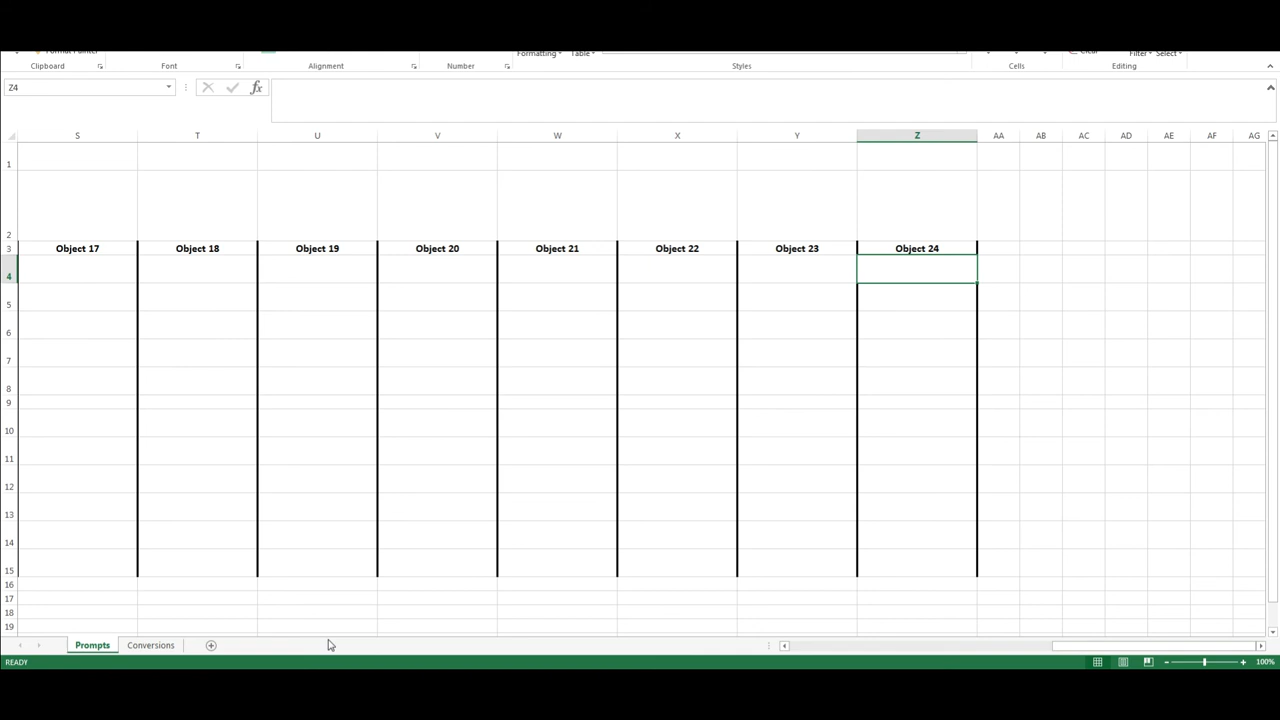 Format Painter
Formatting Table Clear Filter Select
Clipboard Font Alignment Number Styles Cells Editing
Z4 fx
S T U V W X Y Z AA AB AC AD AE AF AG
1
2
3 Object 17 Object 18 Object 19 Object 20 Object 21 Object 22 Object 23 Object 24
4
5
6
7
8
9
10
11
12
13
14
15
16
17
18
19
Prompts Conversions
READY 100%